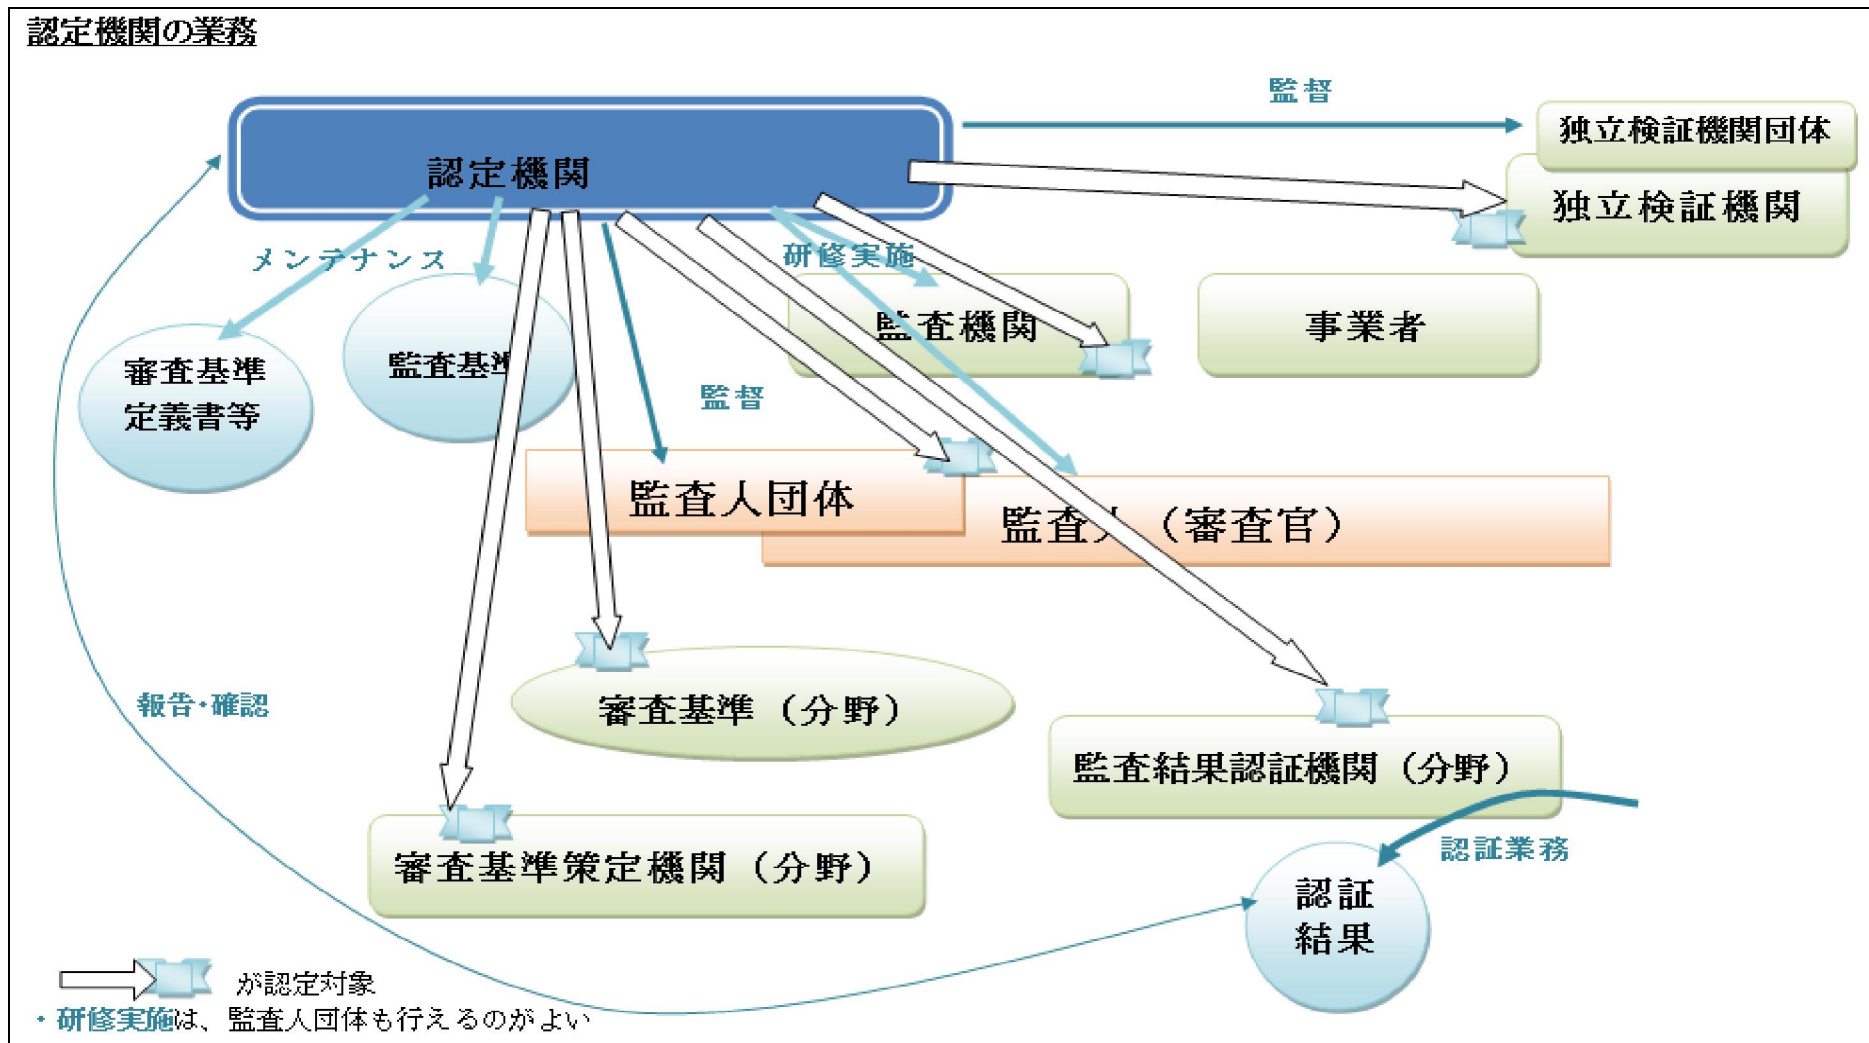 認定機関の業務
監督
独立検証機関団体
認定機関
独立検証機関
メンテナンス
研修実施
監査機関
事業者
審査基準
定義書等
監査基準
監督
監査人団体
監査人（審査官）
報告・確認
審査基準（分野）
監査結果認証機関（分野）
認証業務
審査基準策定機関（分野）
認証
結果
が認定対象
・研修実施は、監査人団体も行えるのがよい